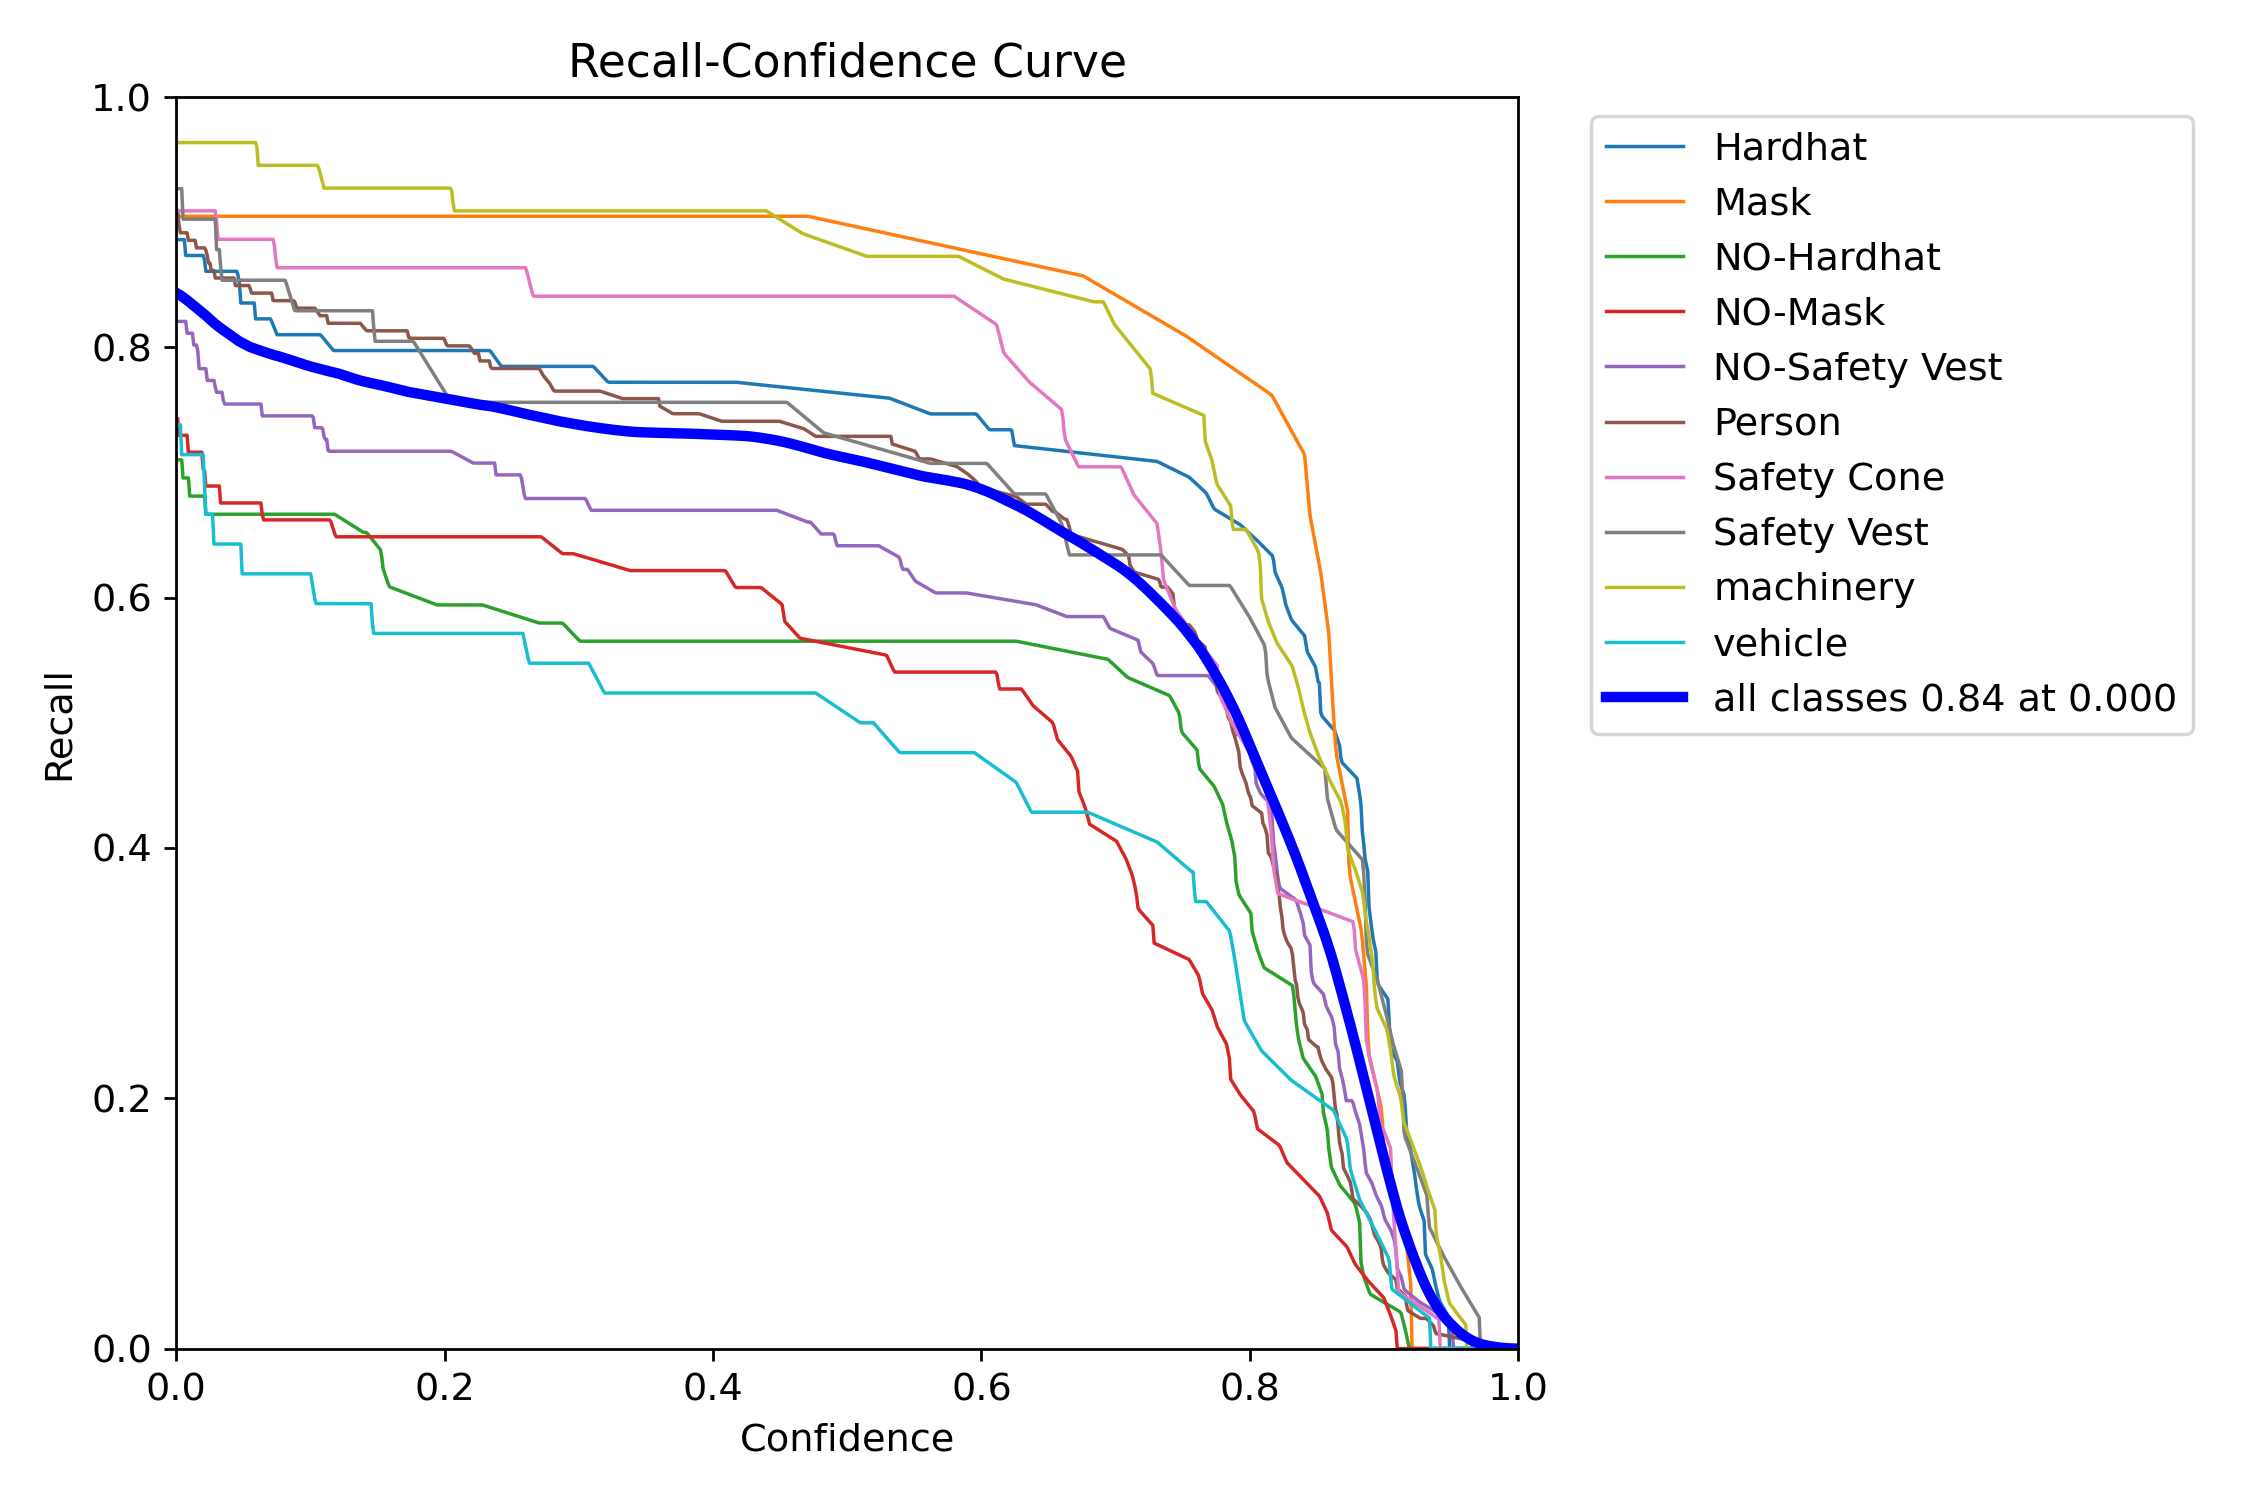 Recall-Confidence Curve
1.0
0.8
0.6
0.4
0.2
0.0
Recall
0.0 0.2 0.4 0.6 0.8 1.0
Confidence
Hardhat
Mask
NO-Hardhat
NO-Mask
NO-Safety Vest
Person
Safety Cone
Safety Vest
machinery
vehicle
all classes 0.84 at 0.000